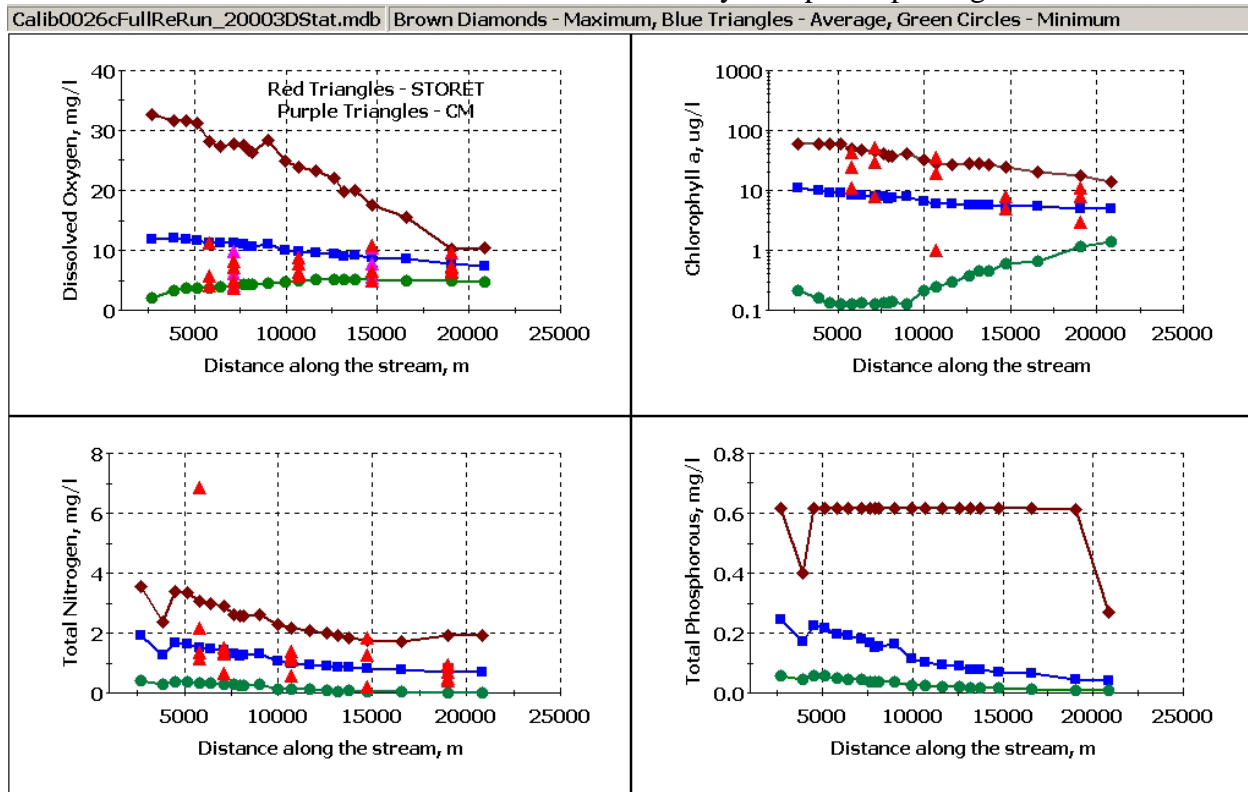 Calib0026cFullReRun_20003DStat.mdb Brown Diamonds - Maximum, Blue Triangles - Average, Green Circles - Minimum
Red Triangles - STORET
Purple Triangles - CM
Dissolved Oxygen, mg/l
40
30
20
10
0
5000 10000 15000 20000 25000
Distance along the stream, m
Chlorophyll a, ug/l
1000
100
10
1
0.1
5000 10000 15000 20000 25000
Distance along the stream
Total Nitrogen, mg/l
8
6
4
2
0
5000 10000 15000 20000 25000
Distance along the stream, m
Total Phosphorous, mg/l
0.8
0.6
0.4
0.2
0.0
5000 10000 15000 20000 25000
Distance along the stream, m